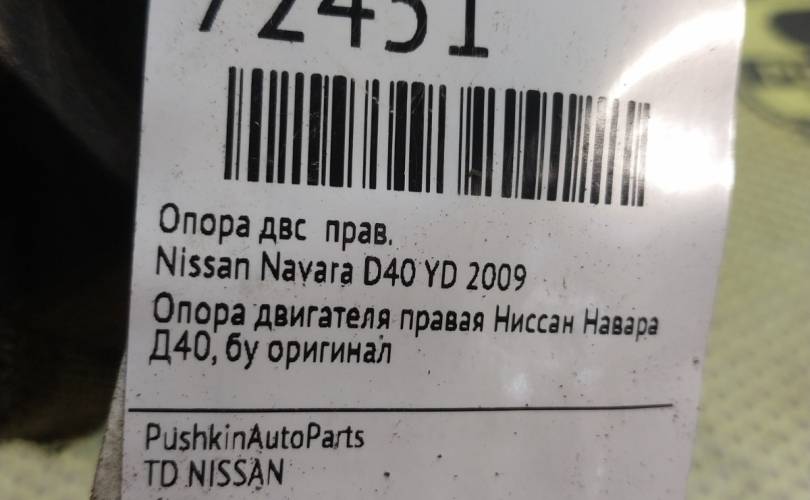 72451
Опора двс прав.
Nissan Navara D40 YD 2009
Опора двигателя правая Ниссан Навара
Д40, бу оригинал
PushkinAutoParts
TD NISSAN